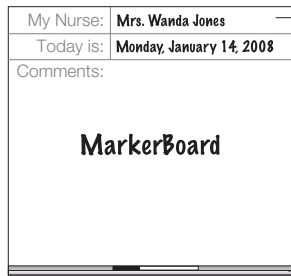 My Nurse: Mrs. Wanda Jones
Today is: Monday, January 14, 2008
Comments:
MarkerBoard